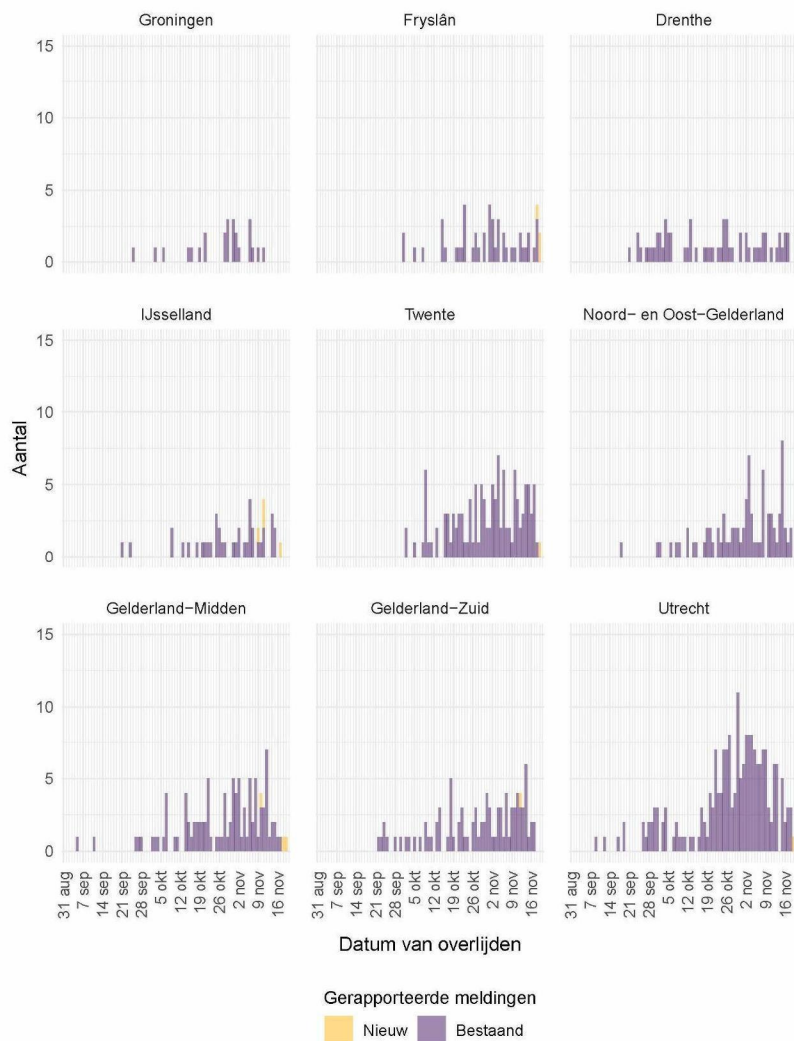 Groningen
Fryslân
Drenthe
15
10
5
0
IJsselland
Twente
Noord− en Oost−Gelderland
15
10
5
0
Aantal
Gelderland−Midden
Gelderland−Zuid
Utrecht
15
10
5
0
31 aug
7 sep
14 sep
21 sep
28 sep
5 okt
12 okt
19 okt
26 okt
2 nov
9 nov
16 nov
31 aug
7 sep
14 sep
21 sep
28 sep
5 okt
12 okt
19 okt
26 okt
2 nov
9 nov
16 nov
31 aug
7 sep
14 sep
21 sep
28 sep
5 okt
12 okt
19 okt
26 okt
2 nov
9 nov
16 nov
Datum van overlijden
Gerapporteerde meldingen
Nieuw Bestaand